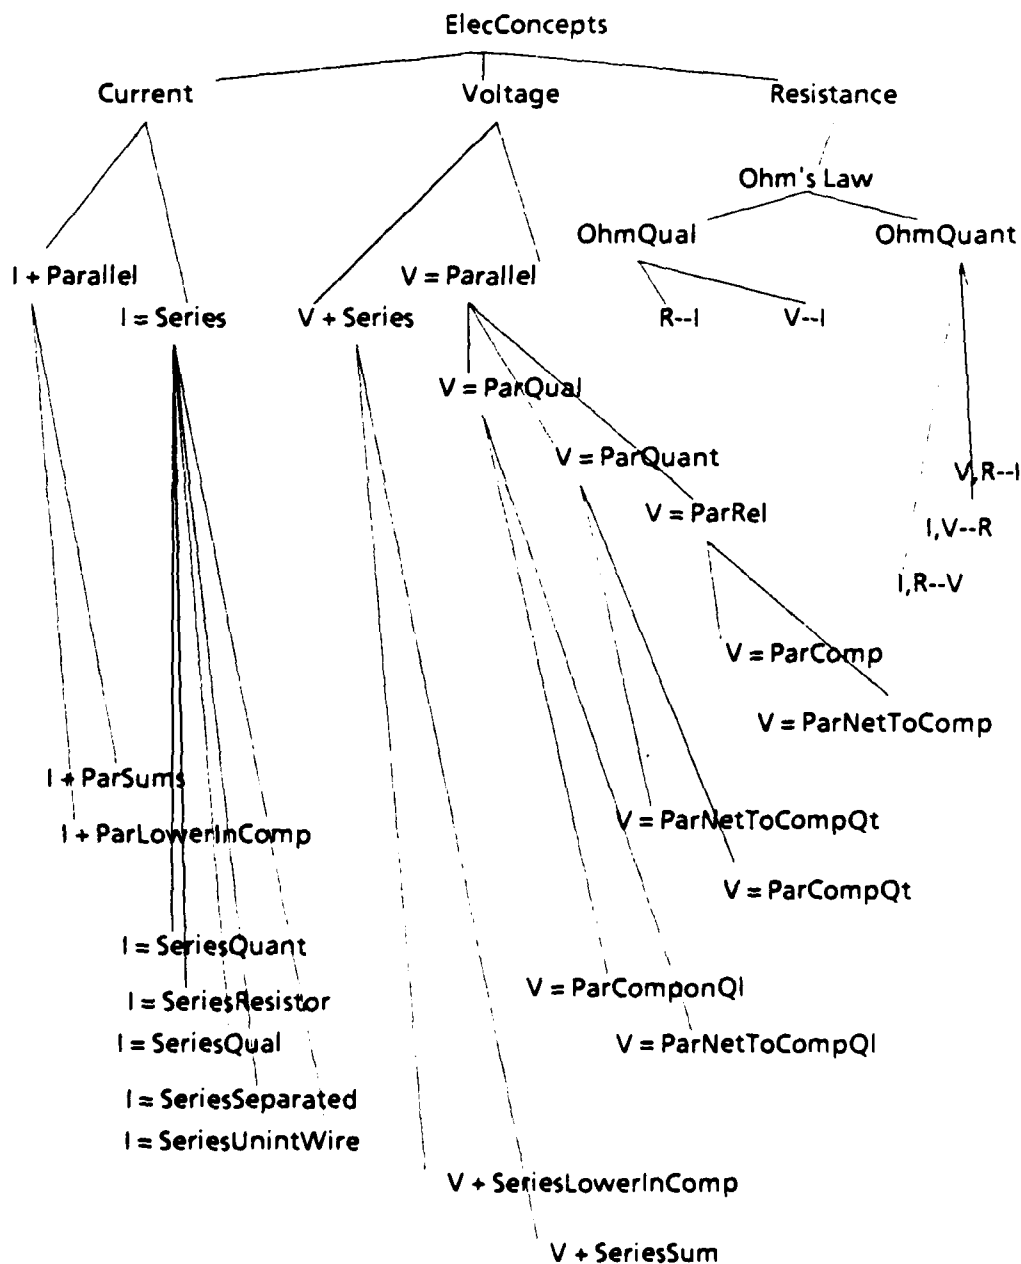 ElecConcepts
Current Voltage Resistance
Ohm's Law
OhmQual OhmQuant
I + Parallel V = Parallel
I = Series V + Series R--I V--I
V = ParQual
V = ParQuant
V,R--I
V = ParRel
I,V--R
I,R--V
V = ParComp
V = ParNetToComp
I + ParSums
V = ParNetToCompQt
I + ParLowerInComp
V = ParCompQt
I = SeriesQuant
V = ParComponQl
I = SeriesResistor
I = SeriesQual V = ParNetToCompQl
I = SeriesSeparated
I = SeriesUnintWire
V + SeriesLowerInComp
V + SeriesSum